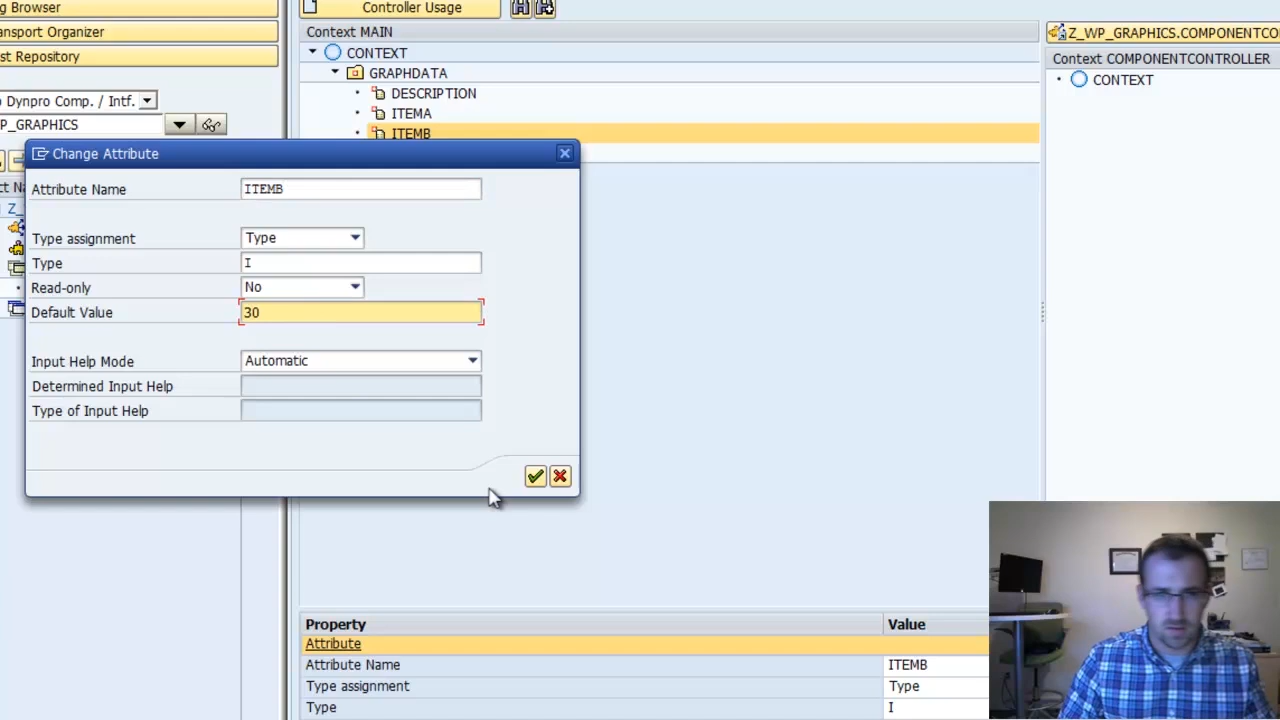 g Browser
Controller Usage
ansport Organizer
Context MAIN
Z_WP_GRAPHICS.COMPONENTCO
st Repository
CONTEXT
Context COMPONENTCONTROLLER
GRAPHDATA
CONTEXT
Dynpro Comp. / Intf.
DESCRIPTION
P_GRAPHICS
ITEMA
ITEMB
Change Attribute
ct Na
Attribute Name ITEMB
Z_
Type assignment Type
Type I
Read-only No
Default Value 30
Input Help Mode Automatic
Determined Input Help
Type of Input Help
Property Value
Attribute
Attribute Name ITEMB
Type assignment Type
Type I